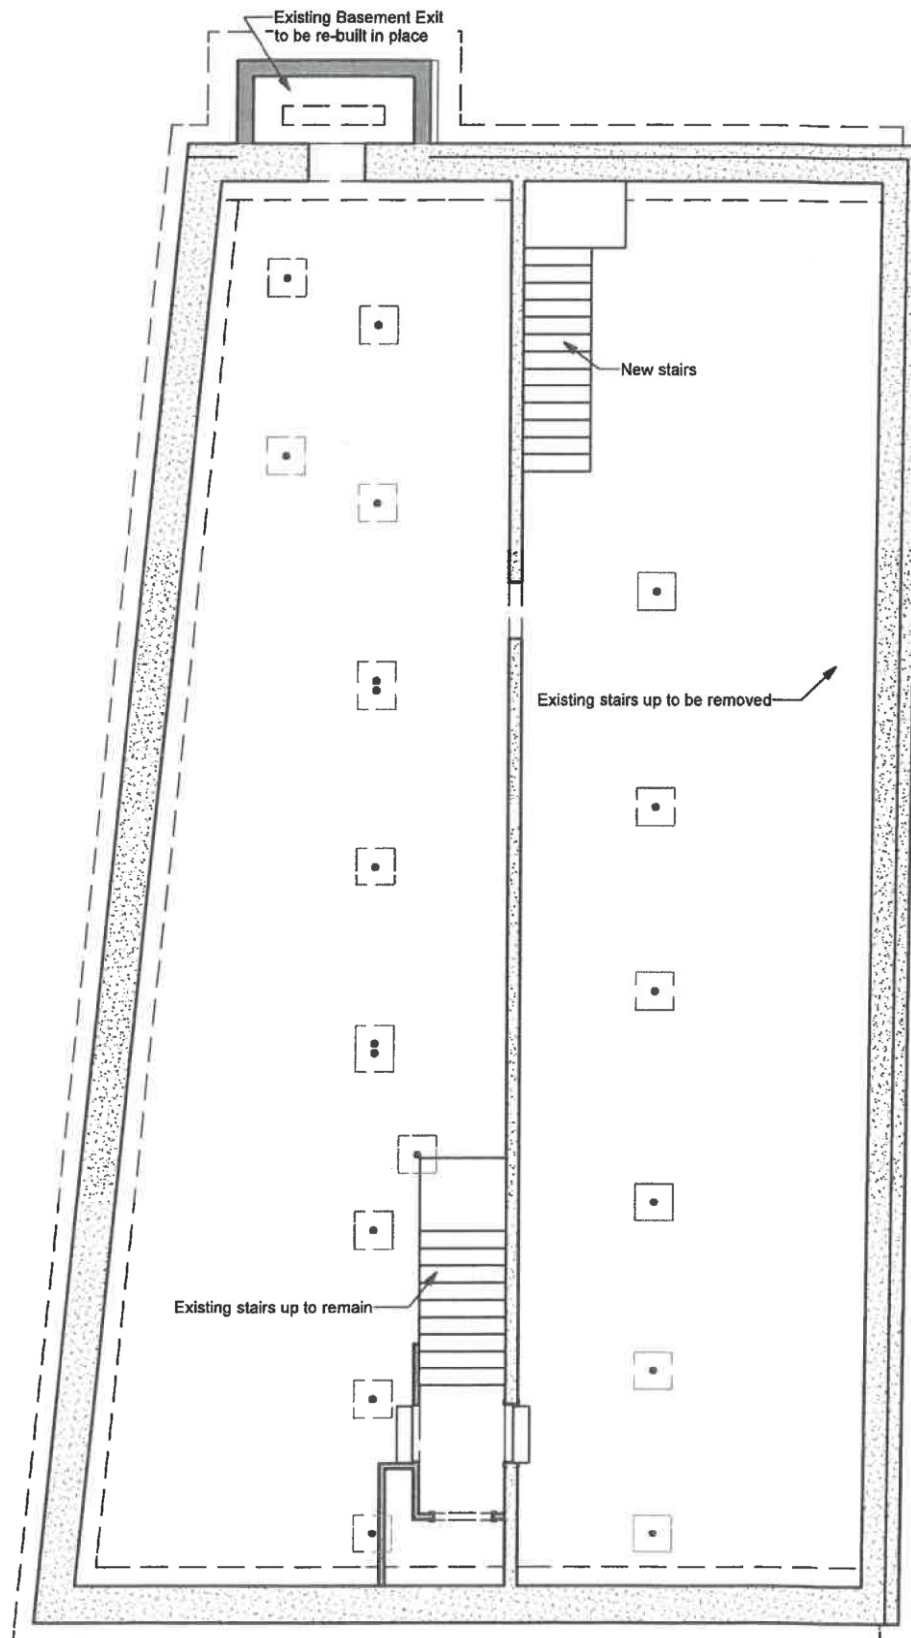 Existing Basement Exit
to be re-built in place
New stairs
Existing stairs up to be removed
Existing stairs up to remain